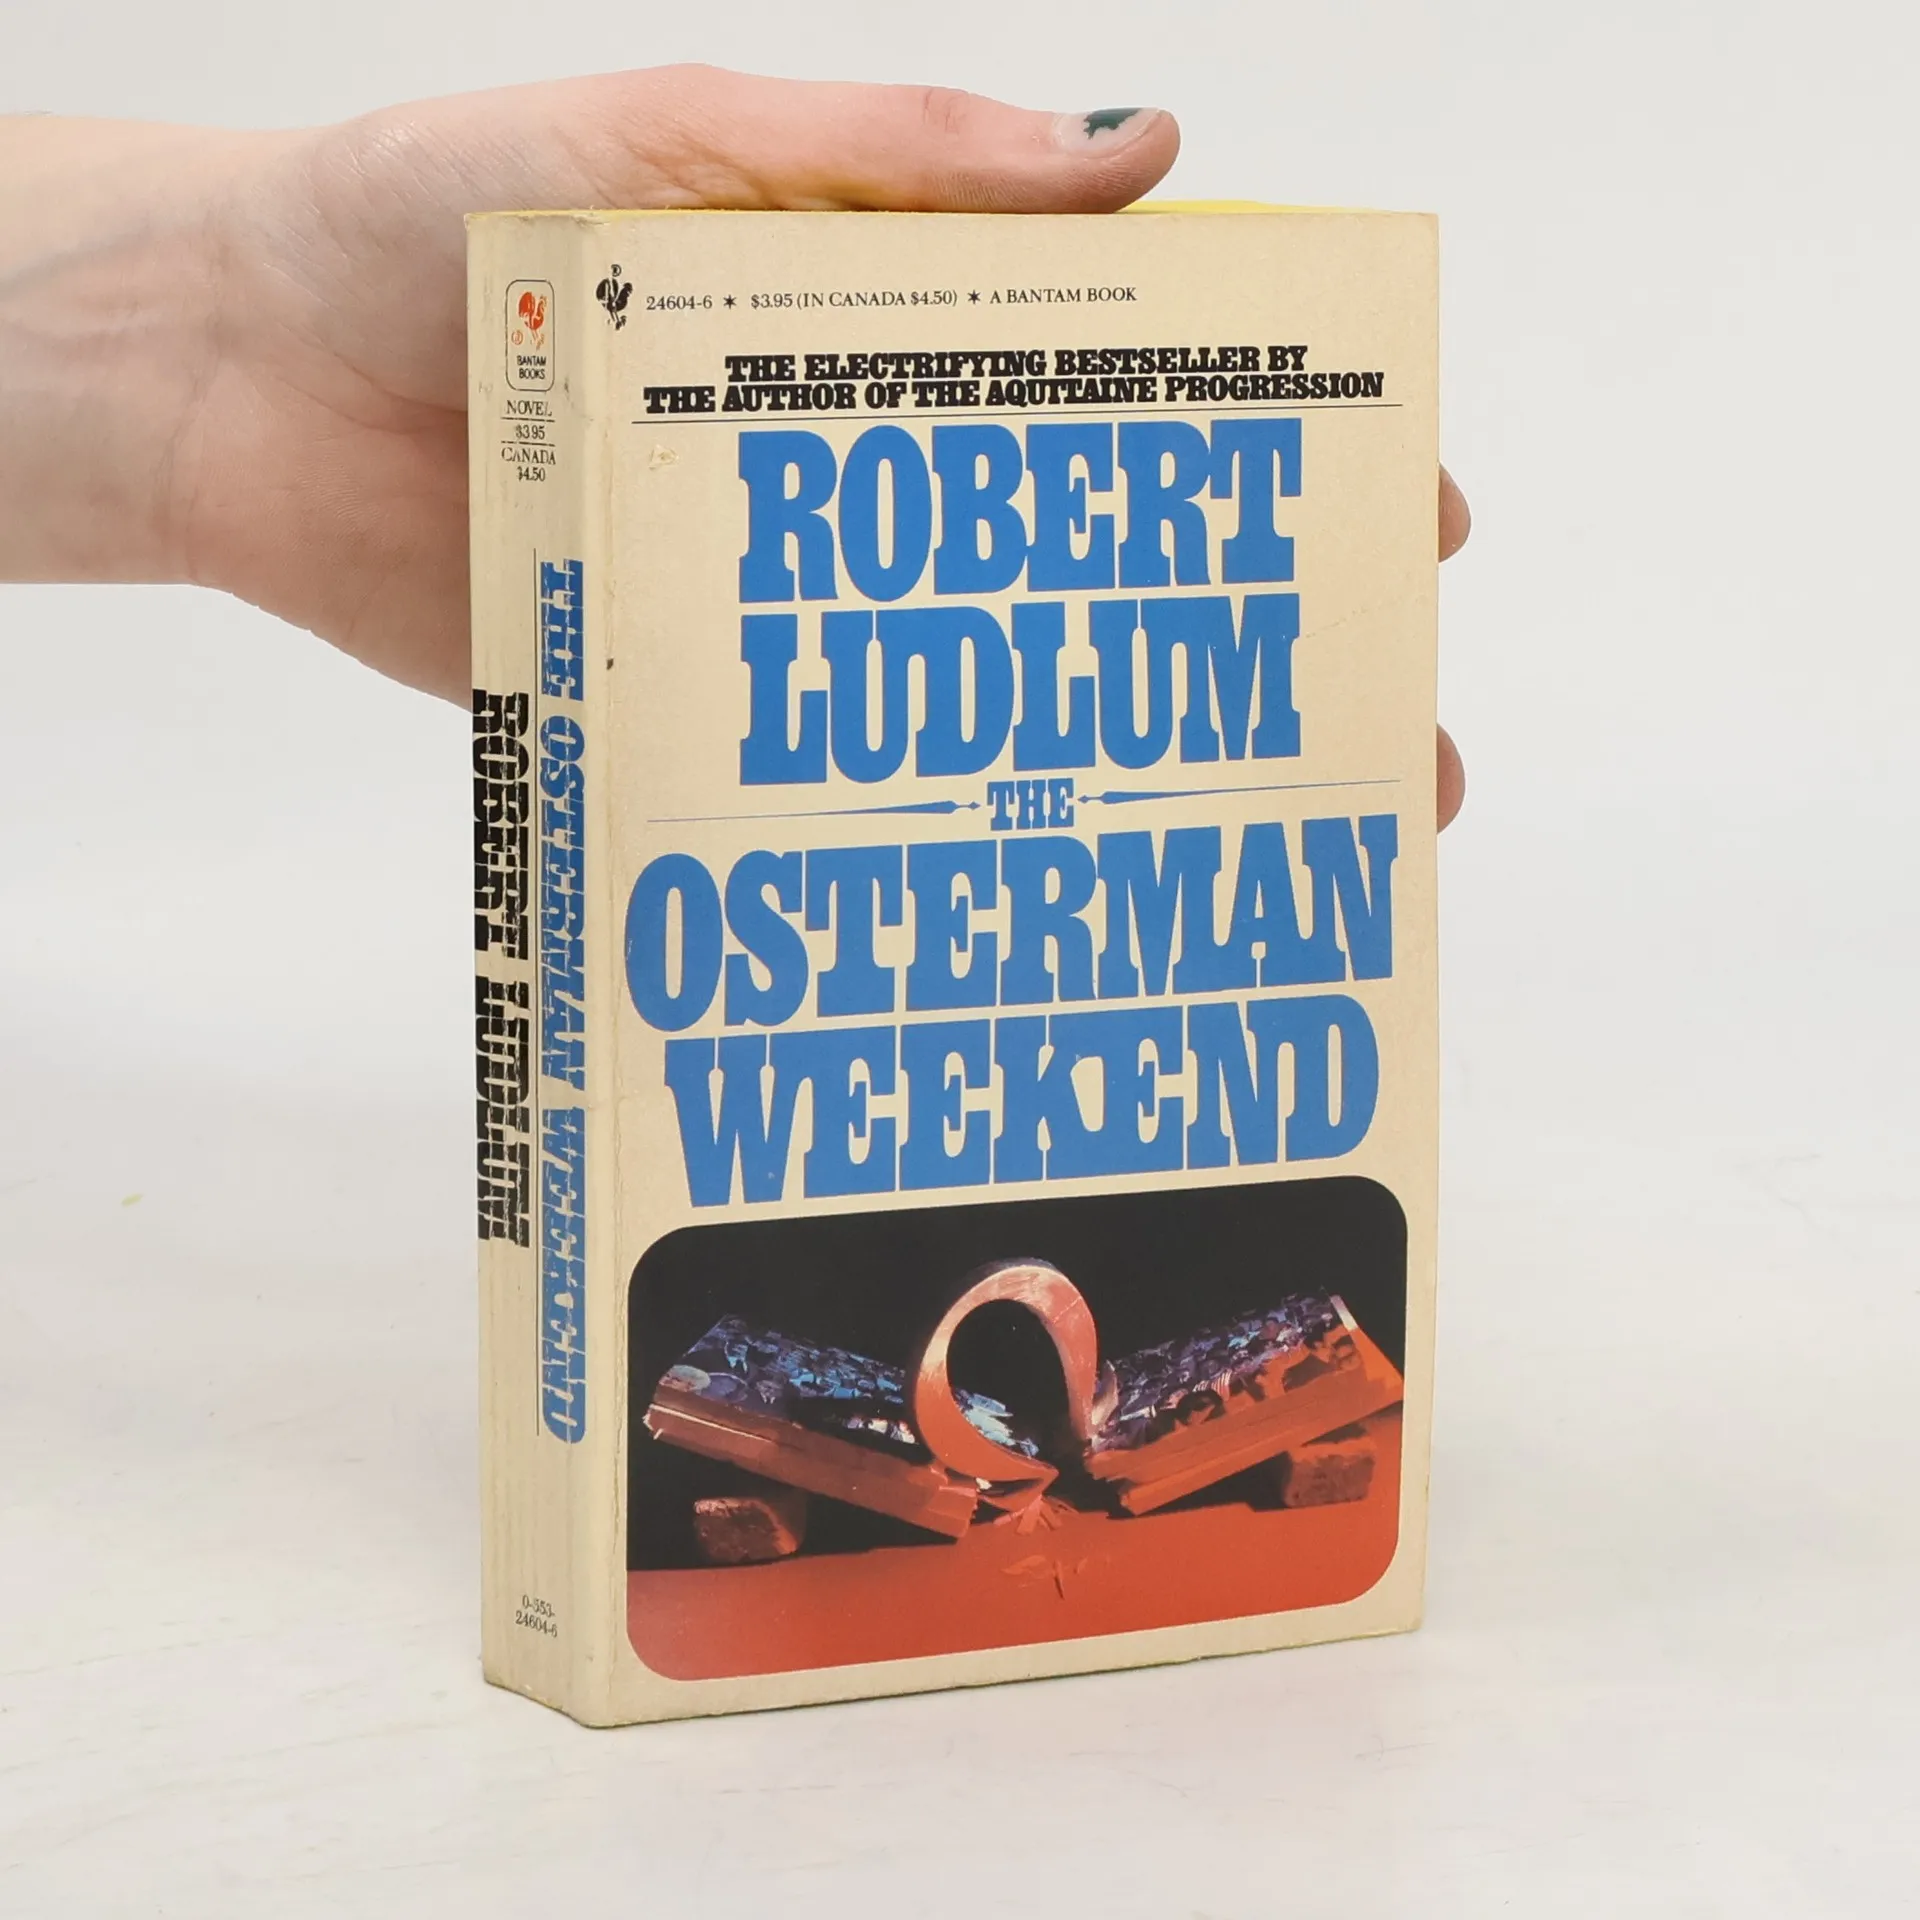 24604-6 ✶ $3.95 (IN CANADA $4.50) ✶ A BANTAM BOOK
THE ELECTRIFYING BESTSELLER BY
THE AUTHOR OF THE AQUITAINE PROGRESSION
ROBERT
LUDLUM
THE
OSTERMAN
WEEKEND
BANTAM
BOOKS
NOVEL
$3.95
CANADA
$4.50
THE OSTERMAN WEEKEND
ROBERT LUDLUM
0-553-
24604-6